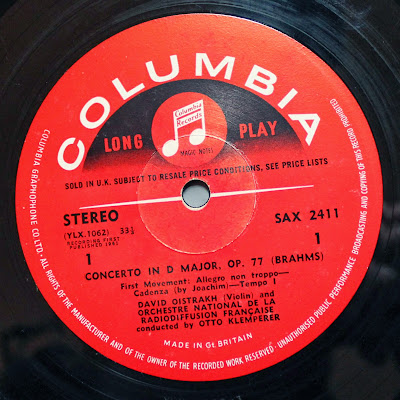 COLUMBIA
Columbia
Records
MAGIC NOTES
LONG PLAY
SOLD IN U.K. SUBJECT TO RESALE PRICE CONDITIONS, SEE PRICE LISTS
STEREO SAX 2411
(YLX.1062) 33⅓
RECORDING FIRST
PUBLISHED 1961
1 1
CONCERTO IN D MAJOR, OP. 77 (BRAHMS)
First Movement: Allegro non troppo—
Cadenza (by Joachim)—Tempo I
DAVID OISTRAKH (Violin) and
ORCHESTRE NATIONAL DE LA
RADIODIFFUSION FRANÇAISE
conducted by OTTO KLEMPERER
MADE IN Gt. BRITAIN
COLUMBIA GRAPHOPHONE CO LTD. ALL RIGHTS OF THE MANUFACTURER AND OF THE OWNER OF THE RECORDED WORK RESERVED. UNAUTHORISED PUBLIC PERFORMANCE BROADCASTING AND COPYING OF THIS RECORD PROHIBITED